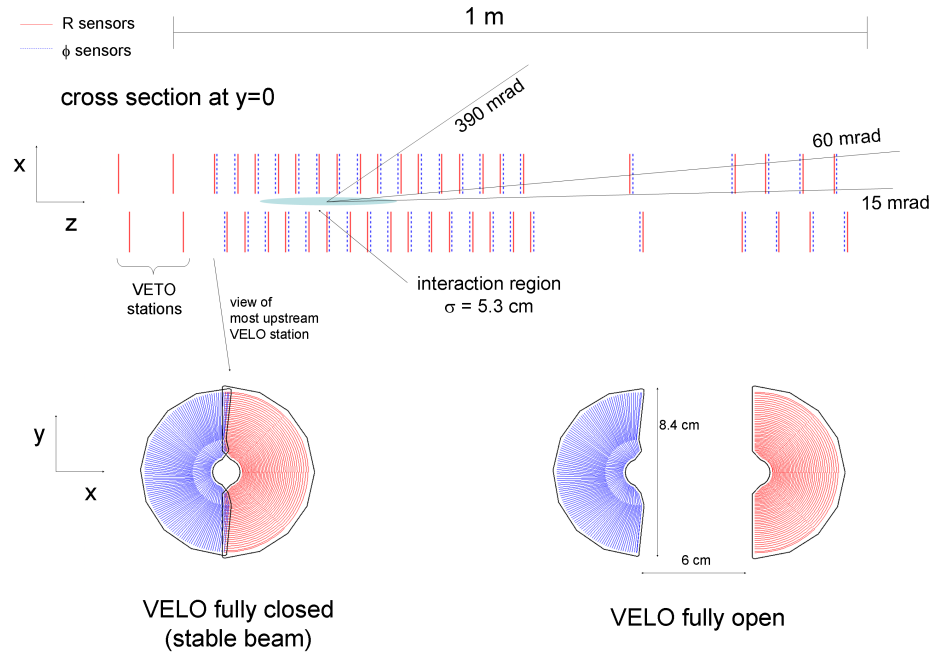 1 m
R sensors
ϕ sensors
cross section at y=0
390 mrad
60 mrad
x
15 mrad
z
interaction region
σ = 5.3 cm
VETO
stations
view of
most upstream
VELO station
y
x
8.4 cm
6 cm
VELO fully closed
(stable beam)
VELO fully open